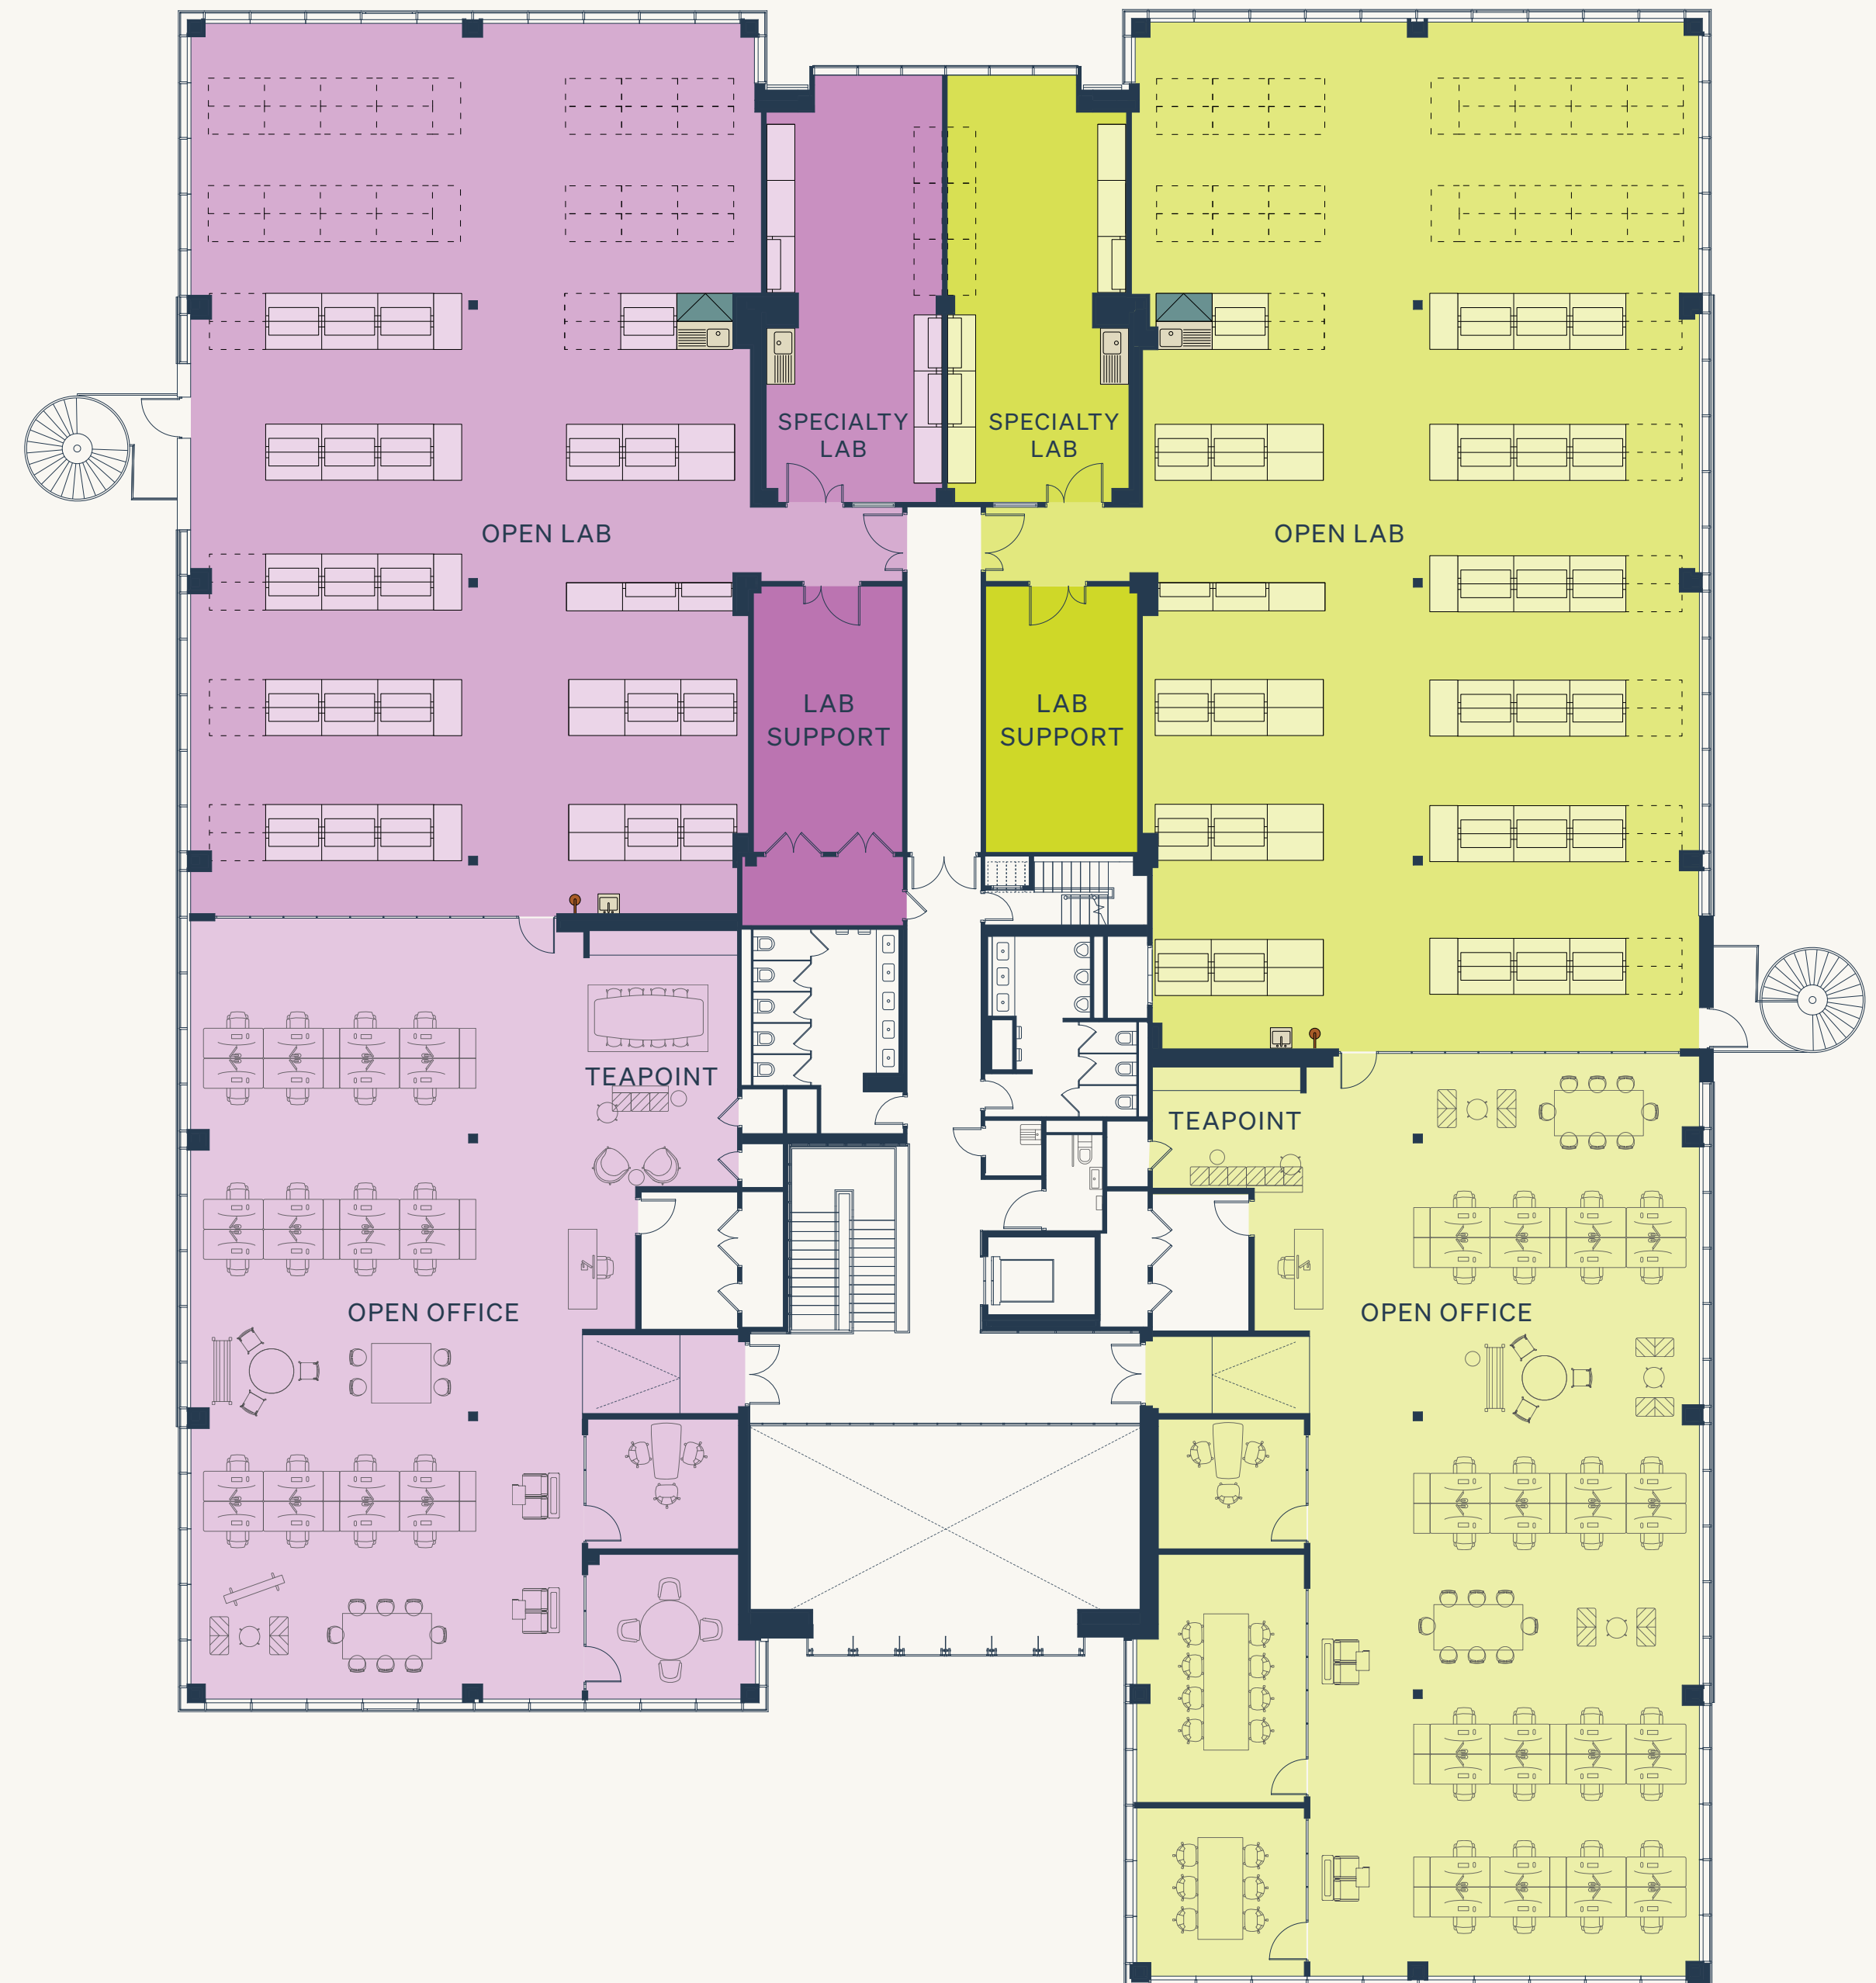 SPECIALTY
LAB
SPECIALTY
LAB
OPEN LAB
OPEN LAB
LAB
SUPPORT
LAB
SUPPORT
TEAPOINT
TEAPOINT
OPEN OFFICE
OPEN OFFICE